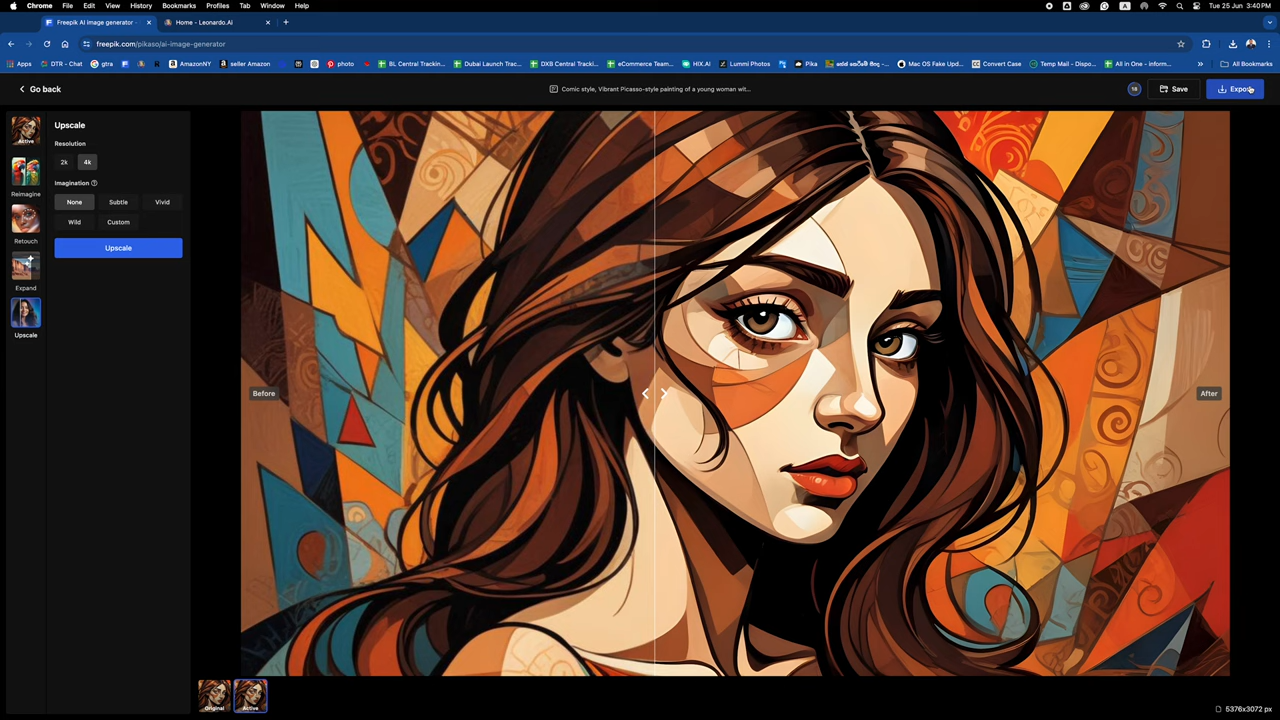 Chrome File Edit View History Bookmarks Profiles Tab Window Help
A
Tue 25 Jun 3:40 PM
Freepik AI image generator -
Home - Leonardo.Ai
freepik.com/pikaso/ai-image-generator
Apps DTR - Chat gtra AmazonNY seller Amazon photo BL Central Trackin... Dubai Launch Trac... DXB Central Tracki... eCommerce Team... HIX.AI Lummi Photos Pika Mac OS Fake Upd... Convert Case Temp Mail - Dispo... All in One - inform... All Bookmarks
Go back
Comic style, Vibrant Picasso-style painting of a young woman wit...
18
Save
Export
Active
Reimagine
Retouch
Expand
Upscale
Upscale
Resolution
2k 4k
Imagination
None Subtle Vivid
Wild Custom
Upscale
Before
After
Original
Active
5376x3072 px